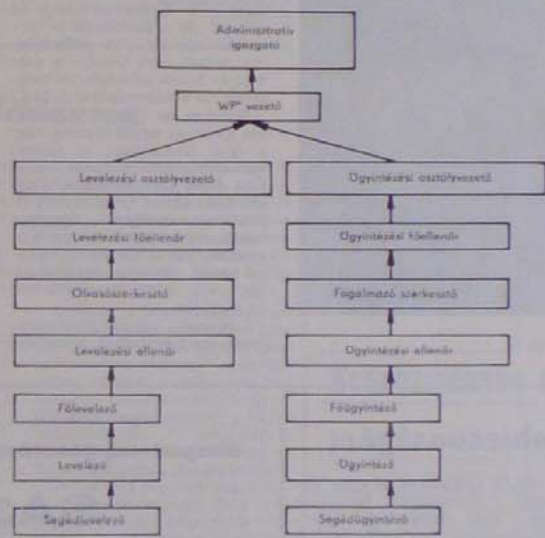 Adminisztratív
igazgató
WP* vezető
Levelezési osztályvezető
Ügyintézési osztályvezető
Levelezési főellenőr
Ügyintézési főellenőr
Olvasószerkesztő
Fogalmazó szerkesztő
Levelezési ellenőr
Ügyintézési ellenőr
Főlevelező
Főügyintéző
Levelező
Ügyintéző
Segédlevelező
Segédügyintéző